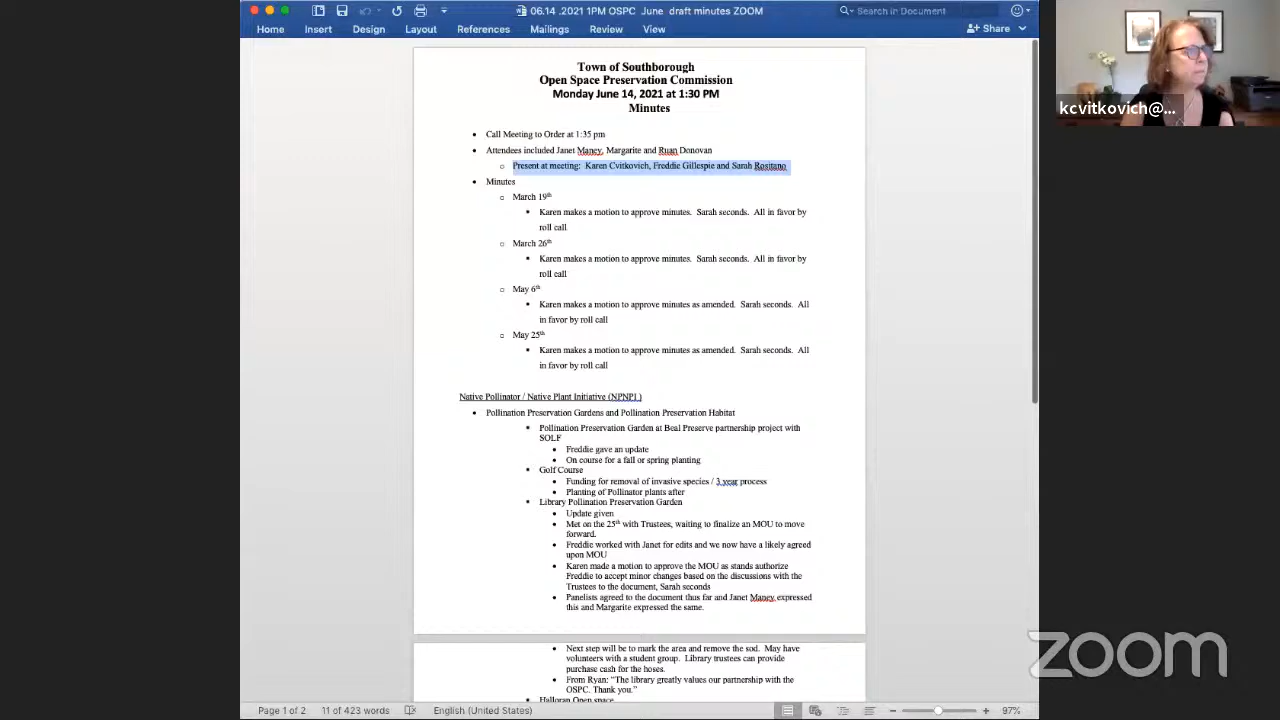 06.14 .2021 1PM OSPC June draft minutes ZOOM
Search in Document
Home Insert Design Layout References Mailings Review View
Share
kcvitkovich@...
Town of Southborough
Open Space Preservation Commission
Monday June 14, 2021 at 1:30 PM
Minutes
• Call Meeting to Order at 1:35 pm
• Attendees included Janet Maney, Margarite and Ruan Donovan
o Present at meeting: Karen Cvitkovich, Freddie Gillespie and Sarah Rositano
• Minutes
o March 19th
▪ Karen makes a motion to approve minutes. Sarah seconds. All in favor by
roll call
o March 26th
▪ Karen makes a motion to approve minutes. Sarah seconds. All in favor by
roll call
o May 6th
▪ Karen makes a motion to approve minutes as amended. Sarah seconds. All
in favor by roll call
o May 25th
▪ Karen makes a motion to approve minutes as amended. Sarah seconds. All
in favor by roll call
Native Pollinator / Native Plant Initiative (NPNPI )
• Pollination Preservation Gardens and Pollination Preservation Habitat
▪ Pollination Preservation Garden at Beal Preserve partnership project with
SOLF
• Freddie gave an update
• On course for a fall or spring planting
▪ Golf Course
• Funding for removal of invasive species / 3 year process
• Planting of Pollinator plants after
▪ Library Pollination Preservation Garden
• Update given
• Met on the 25th with Trustees, waiting to finalize an MOU to move
forward.
• Freddie worked with Janet for edits and we now have a likely agreed
upon MOU
• Karen made a motion to approve the MOU as stands authorize
Freddie to accept minor changes based on the discussions with the
Trustees to the document, Sarah seconds
• Panelists agreed to the document thus far and Janet Maney expressed
this and Margarite expressed the same.
• Next step will be to mark the area and remove the sod. May have
volunteers with a student group. Library trustees can provide
purchase cash for the hoses.
• From Ryan: “The library greatly values our partnership with the
OSPC. Thank you.”
▪ Halloran Open space
zoom
Page 1 of 2 11 of 423 words English (United States) 97%